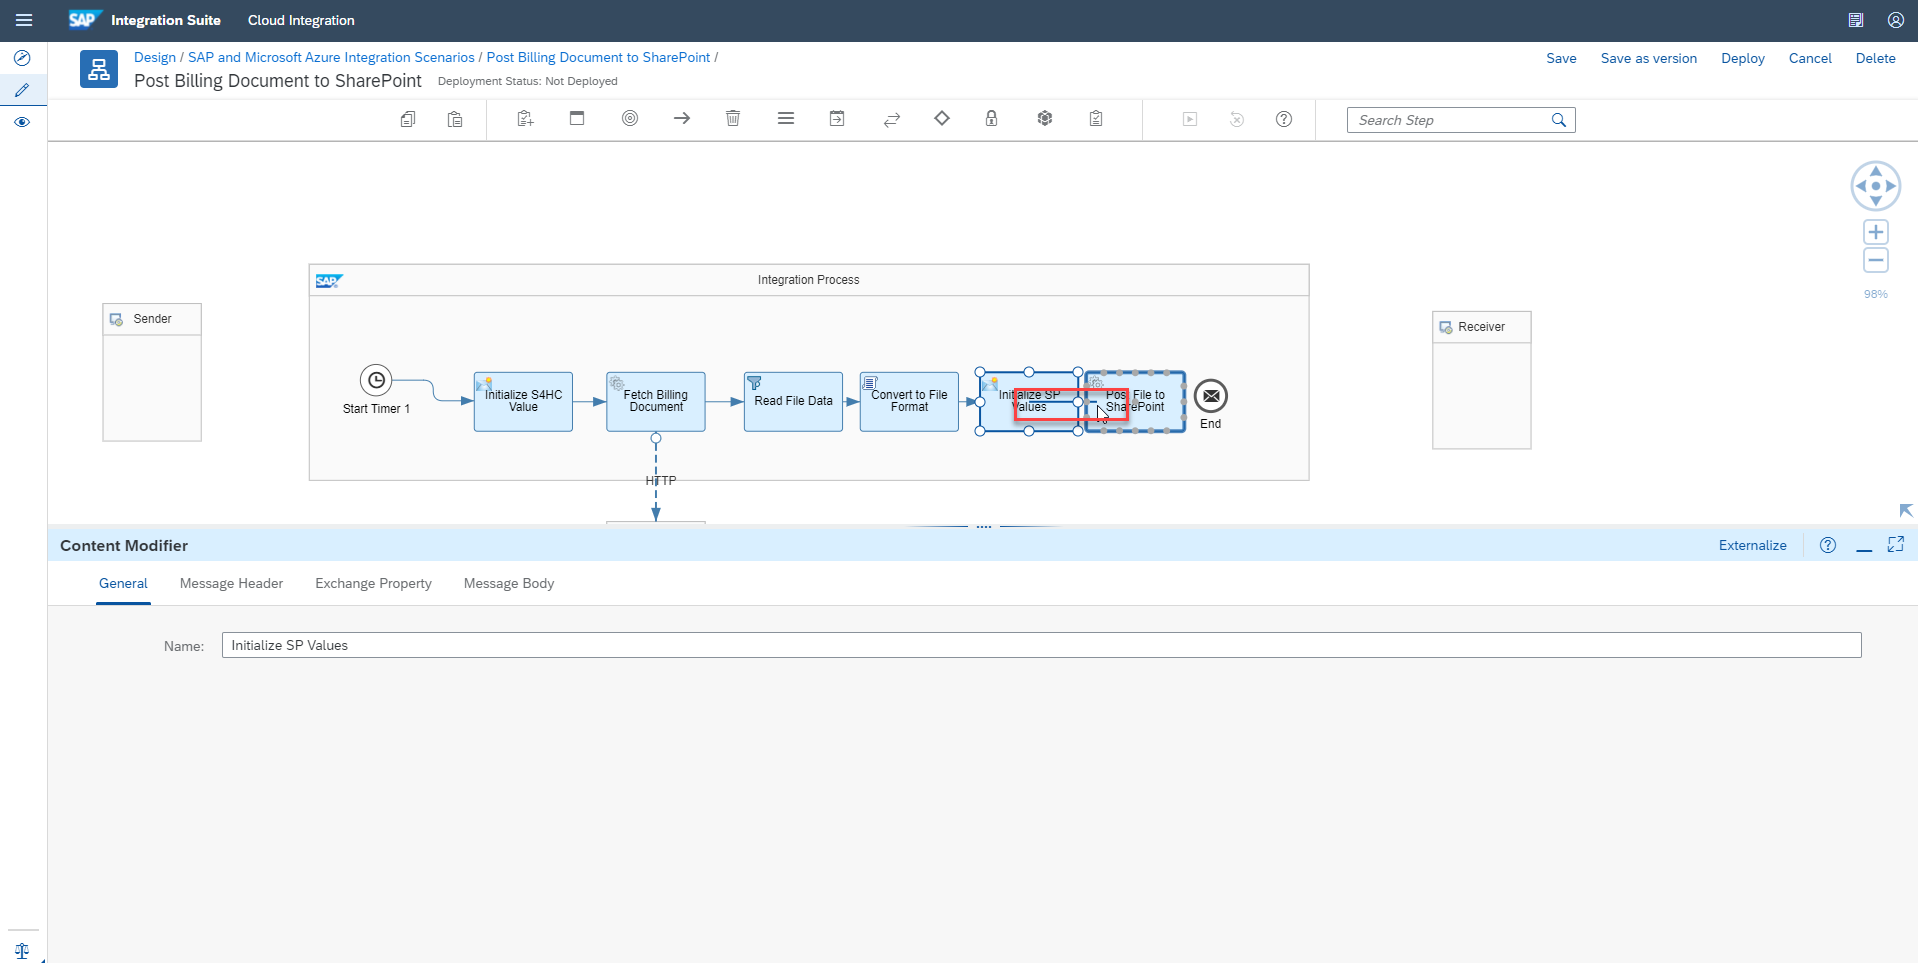 SAP Integration Suite Cloud Integration
Design / SAP and Microsoft Azure Integration Scenarios / Post Billing Document to SharePoint /
Post Billing Document to SharePoint Deployment Status: Not Deployed
Save Save as version Deploy Cancel Delete
Search Step
98%
SAP Integration Process
Sender
Receiver
Start Timer 1
Initialize S4HC
Value
Fetch Billing
Document
Read File Data
Convert to File
Format
Initialize SP
Values
Post File to
SharePoint
End
HTTP
Content Modifier Externalize
General Message Header Exchange Property Message Body
Name: Initialize SP Values